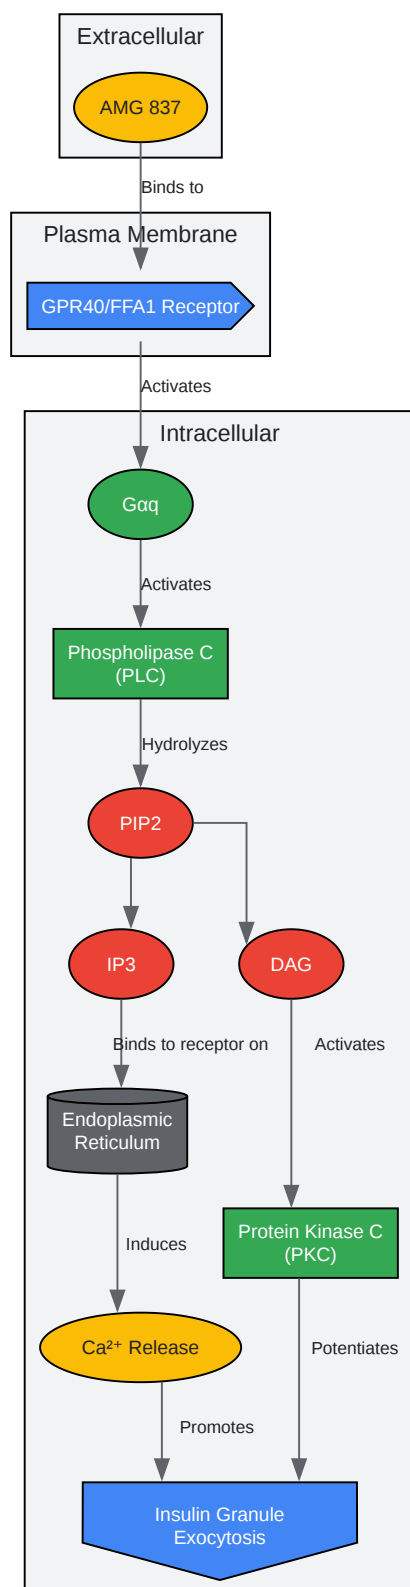 Extracellular
AMG 837
Binds to
Plasma Membrane
GPR40/FFA1 Receptor
Activates
Intracellular
Gαq
Activates
Phospholipase C
(PLC)
Hydrolyzes
PIP2
IP3
DAG
Binds to receptor on
Activates
Endoplasmic
Reticulum
Protein Kinase C
(PKC)
Induces
Ca²⁺ Release
Potentiates
Promotes
Insulin Granule
Exocytosis